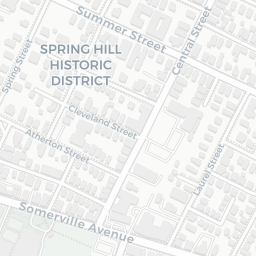 Summer Street
SPRING HILL
HISTORIC
DISTRICT
Spring Street
Central Street
Cleveland Street
Atherton Street
Laurel Street
Somerville Avenue